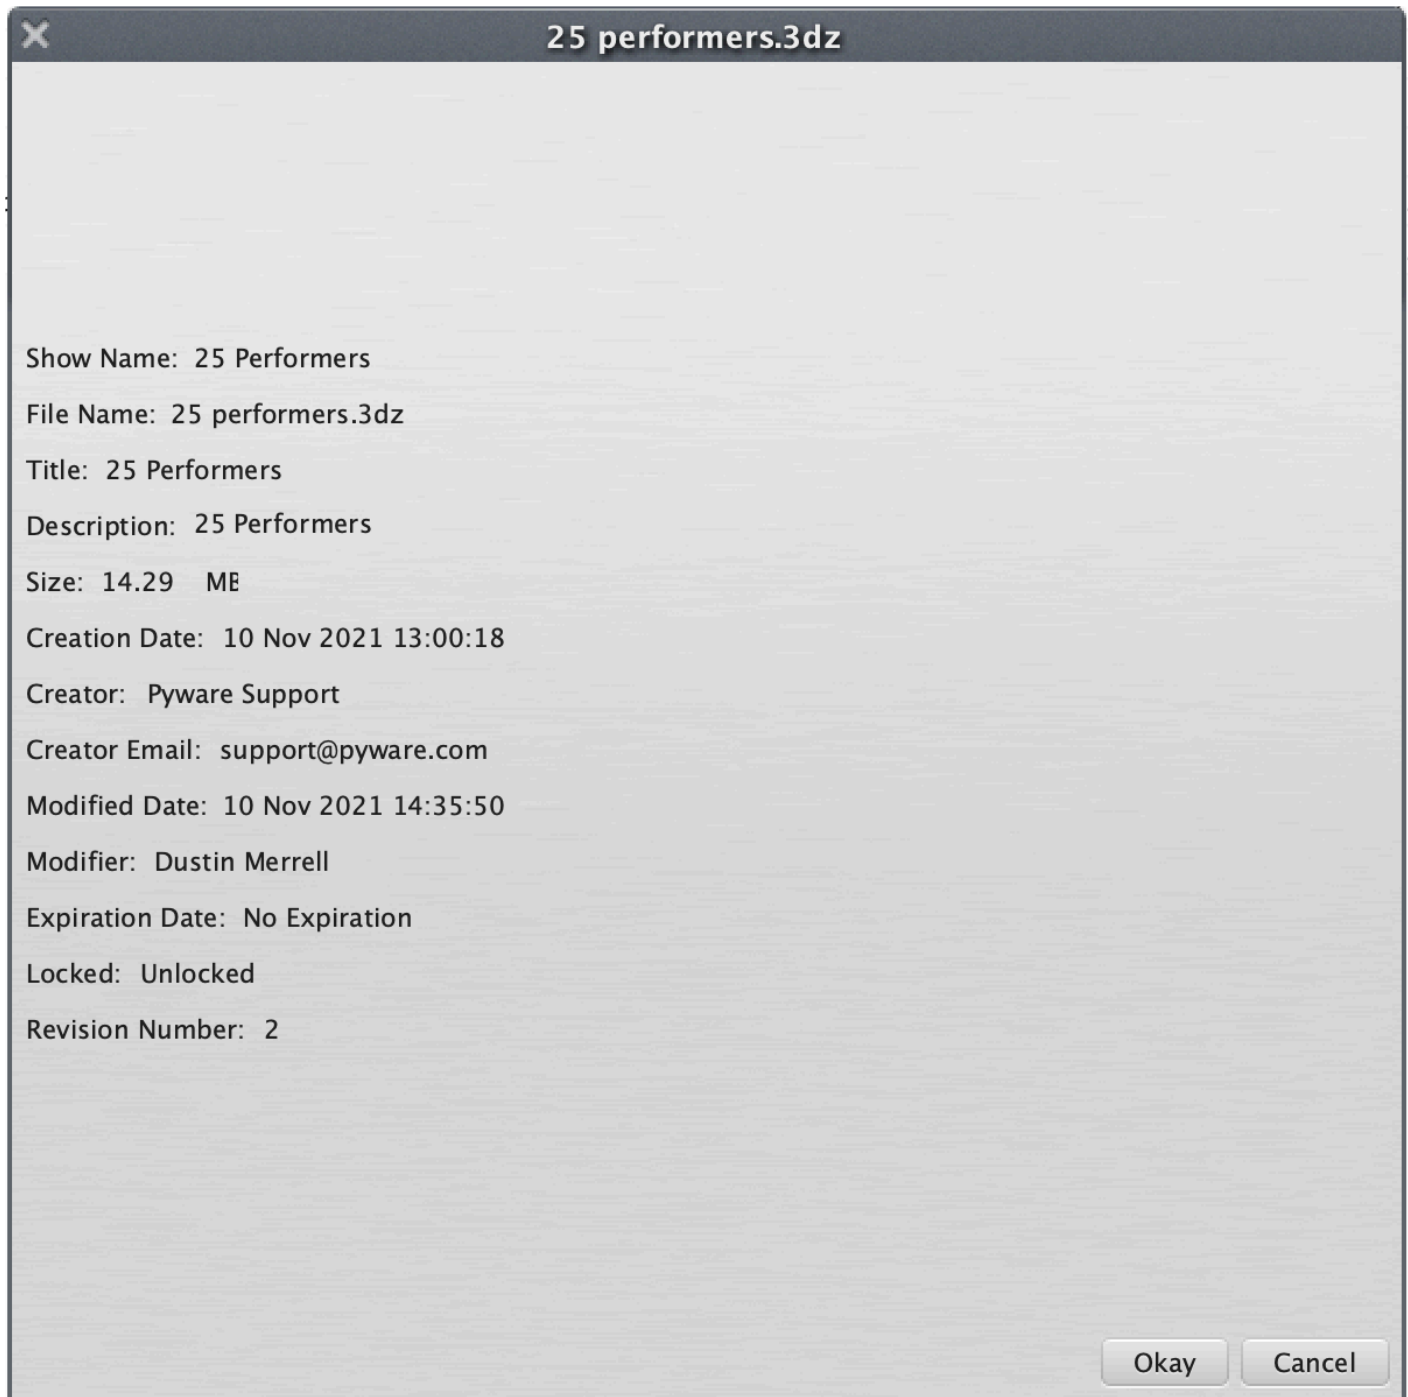 25 performers.3dz
Show Name: 25 Performers
File Name: 25 performers.3dz
Title: 25 Performers
Description: 25 Performers
Size: 14.29 MB
Creation Date: 10 Nov 2021 13:00:18
Creator: Pyware Support
Creator Email: support@pyware.com
Modified Date: 10 Nov 2021 14:35:50
Modifier: Dustin Merrell
Expiration Date: No Expiration
Locked: Unlocked
Revision Number: 2
Okay Cancel